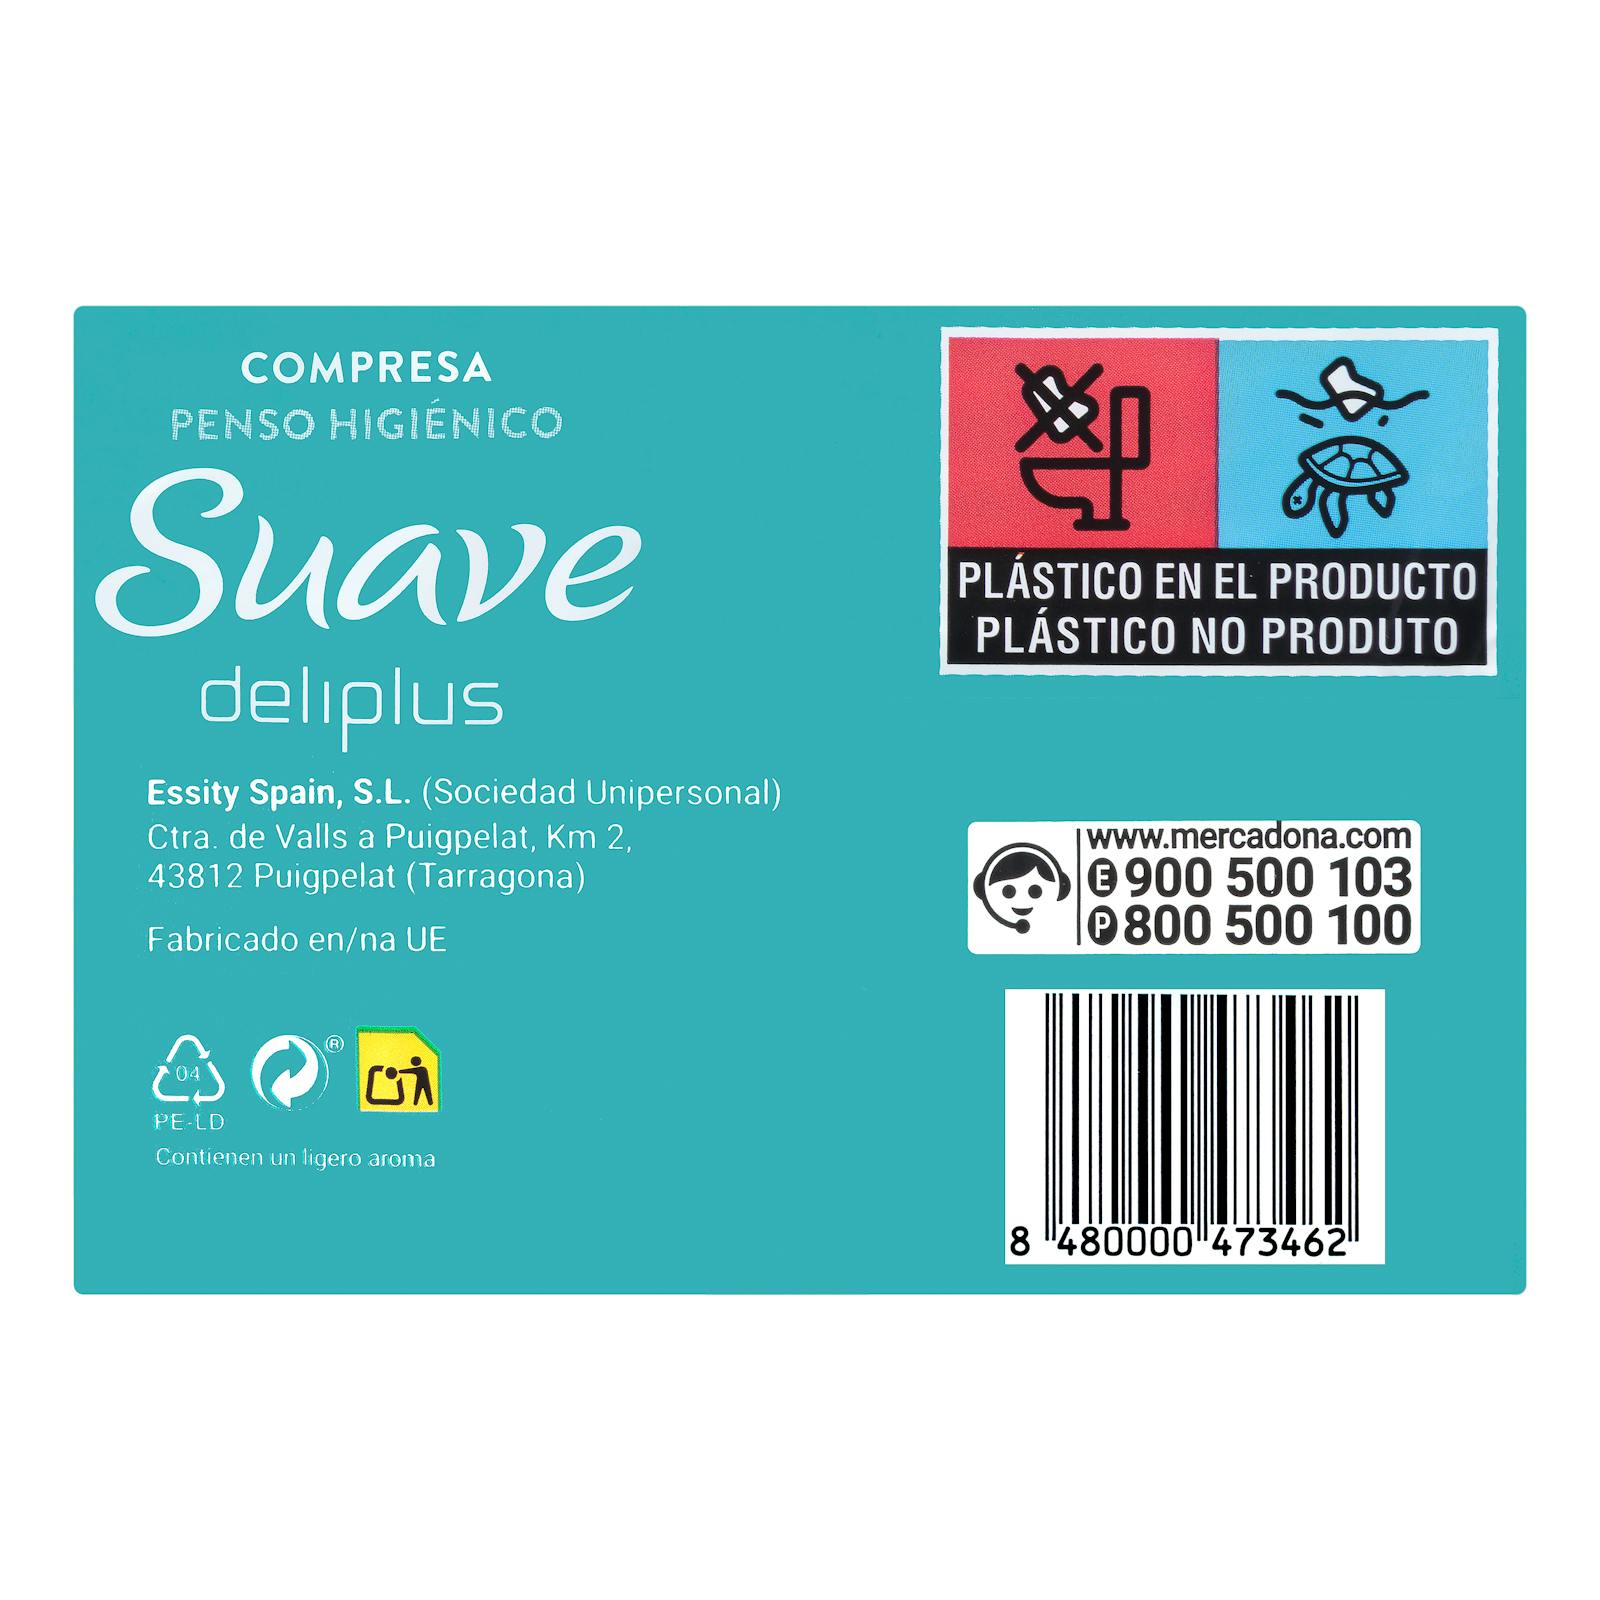 COMPRESA
PENSO HIGIÉNICO
Suave
deliplus
Essity Spain, S.L. (Sociedad Unipersonal)
Ctra. de Valls a Puigpelat, Km 2,
43812 Puigpelat (Tarragona)
Fabricado en/na UE
04
PE-LD
®
Contienen un ligero aroma
PLÁSTICO EN EL PRODUCTO
PLÁSTICO NO PRODUTO
www.mercadona.com
E 900 500 103
P 800 500 100
8 480000 473462